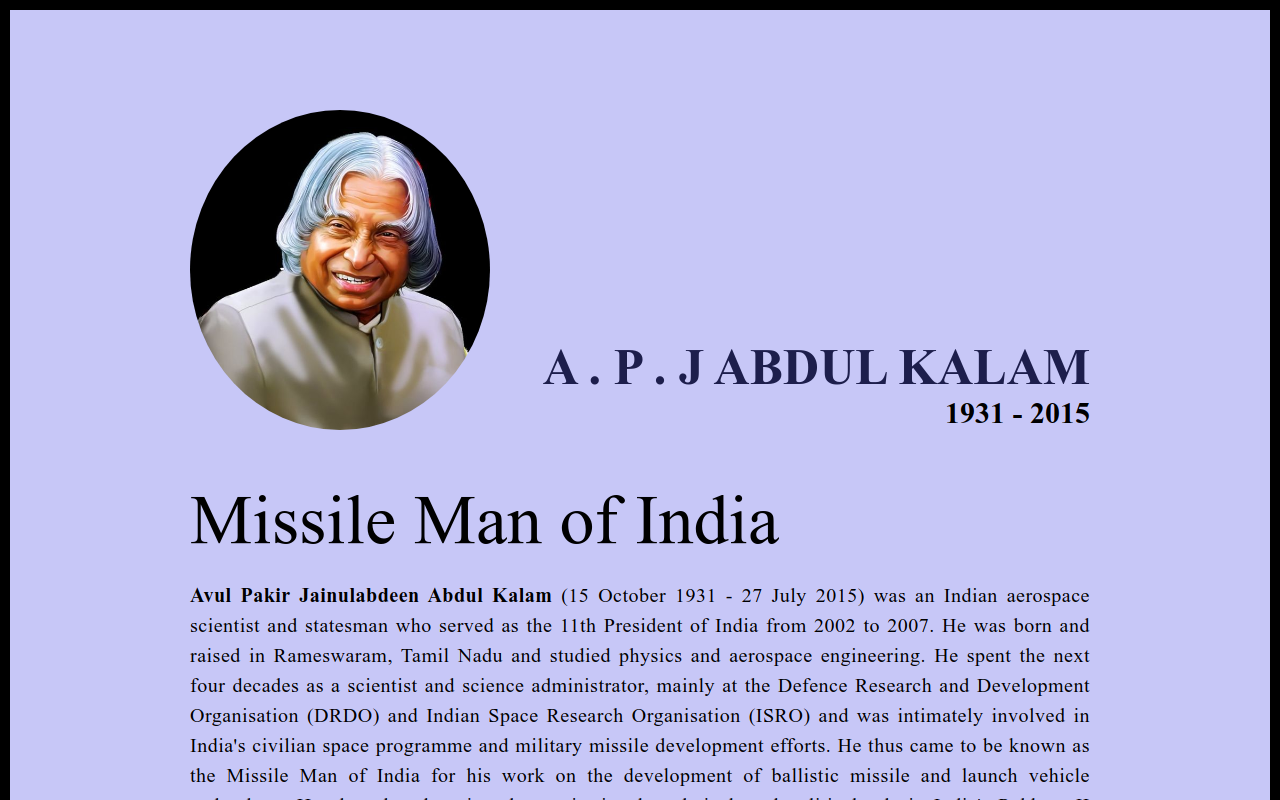 A . P . J ABDUL KALAM
1931 - 2015
Missile Man of India
Avul Pakir Jainulabdeen Abdul Kalam (15 October 1931 - 27 July 2015) was an Indian aerospace
scientist and statesman who served as the 11th President of India from 2002 to 2007. He was born and
raised in Rameswaram, Tamil Nadu and studied physics and aerospace engineering. He spent the next
four decades as a scientist and science administrator, mainly at the Defence Research and Development
Organisation (DRDO) and Indian Space Research Organisation (ISRO) and was intimately involved in
India's civilian space programme and military missile development efforts. He thus came to be known as
the Missile Man of India for his work on the development of ballistic missile and launch vehicle